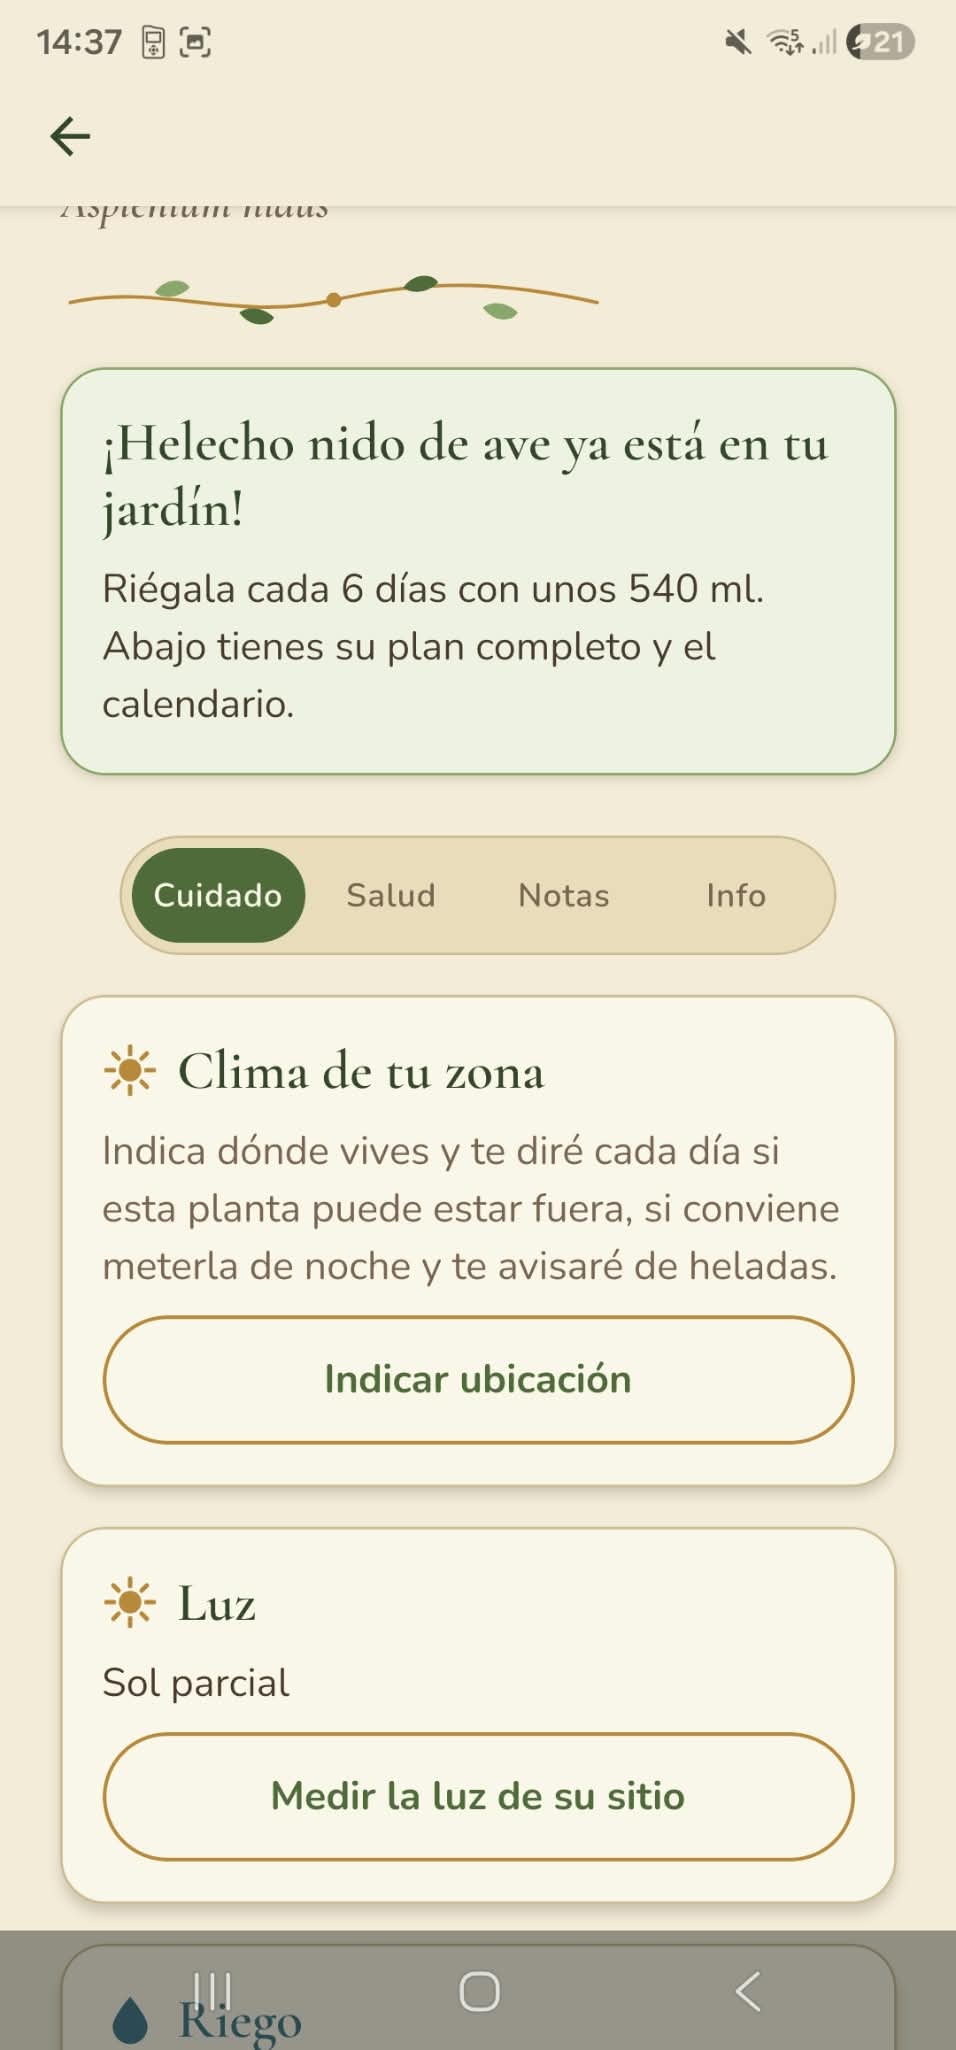 14:37
5
21
Asplenium nidus
¡Helecho nido de ave ya está en tu
jardín!
Riégala cada 6 días con unos 540 ml.
Abajo tienes su plan completo y el
calendario.
Cuidado Salud Notas Info
Clima de tu zona
Indica dónde vives y te diré cada día si
esta planta puede estar fuera, si conviene
meterla de noche y te avisaré de heladas.
Indicar ubicación
Luz
Sol parcial
Medir la luz de su sitio
Riego